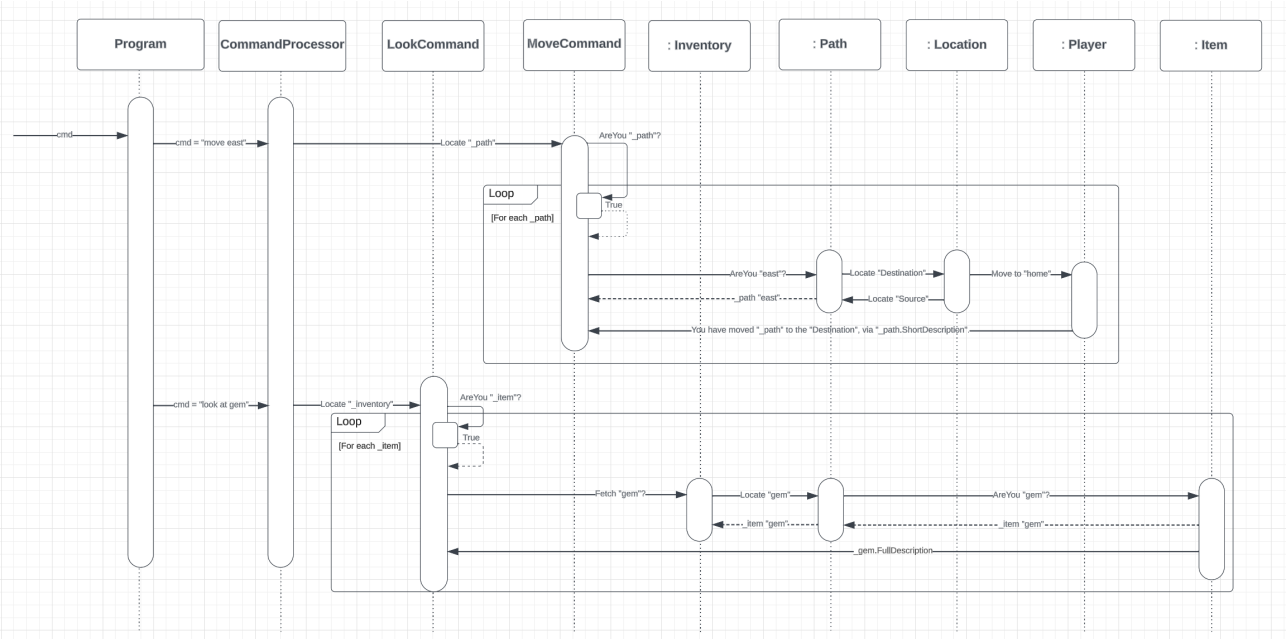 Program
CommandProcessor
LookCommand
MoveCommand
: Inventory
: Path
: Location
: Player
: Item
cmd
cmd = "move east"
Locate "_path"
AreYou "_path"?
Loop
[For each _path]
True
AreYou "east"?
Locate "Destination"
Move to "home"
_path "east"
Locate "Source"
You have moved "_path" to the "Destination", via "_path.ShortDescription".
cmd = "look at gem"
Locate "_inventory"
AreYou "_item"?
Loop
[For each _item]
True
Fetch "gem"?
Locate "gem"
AreYou "gem"?
_item "gem"
_item "gem"
_gem.FullDescription